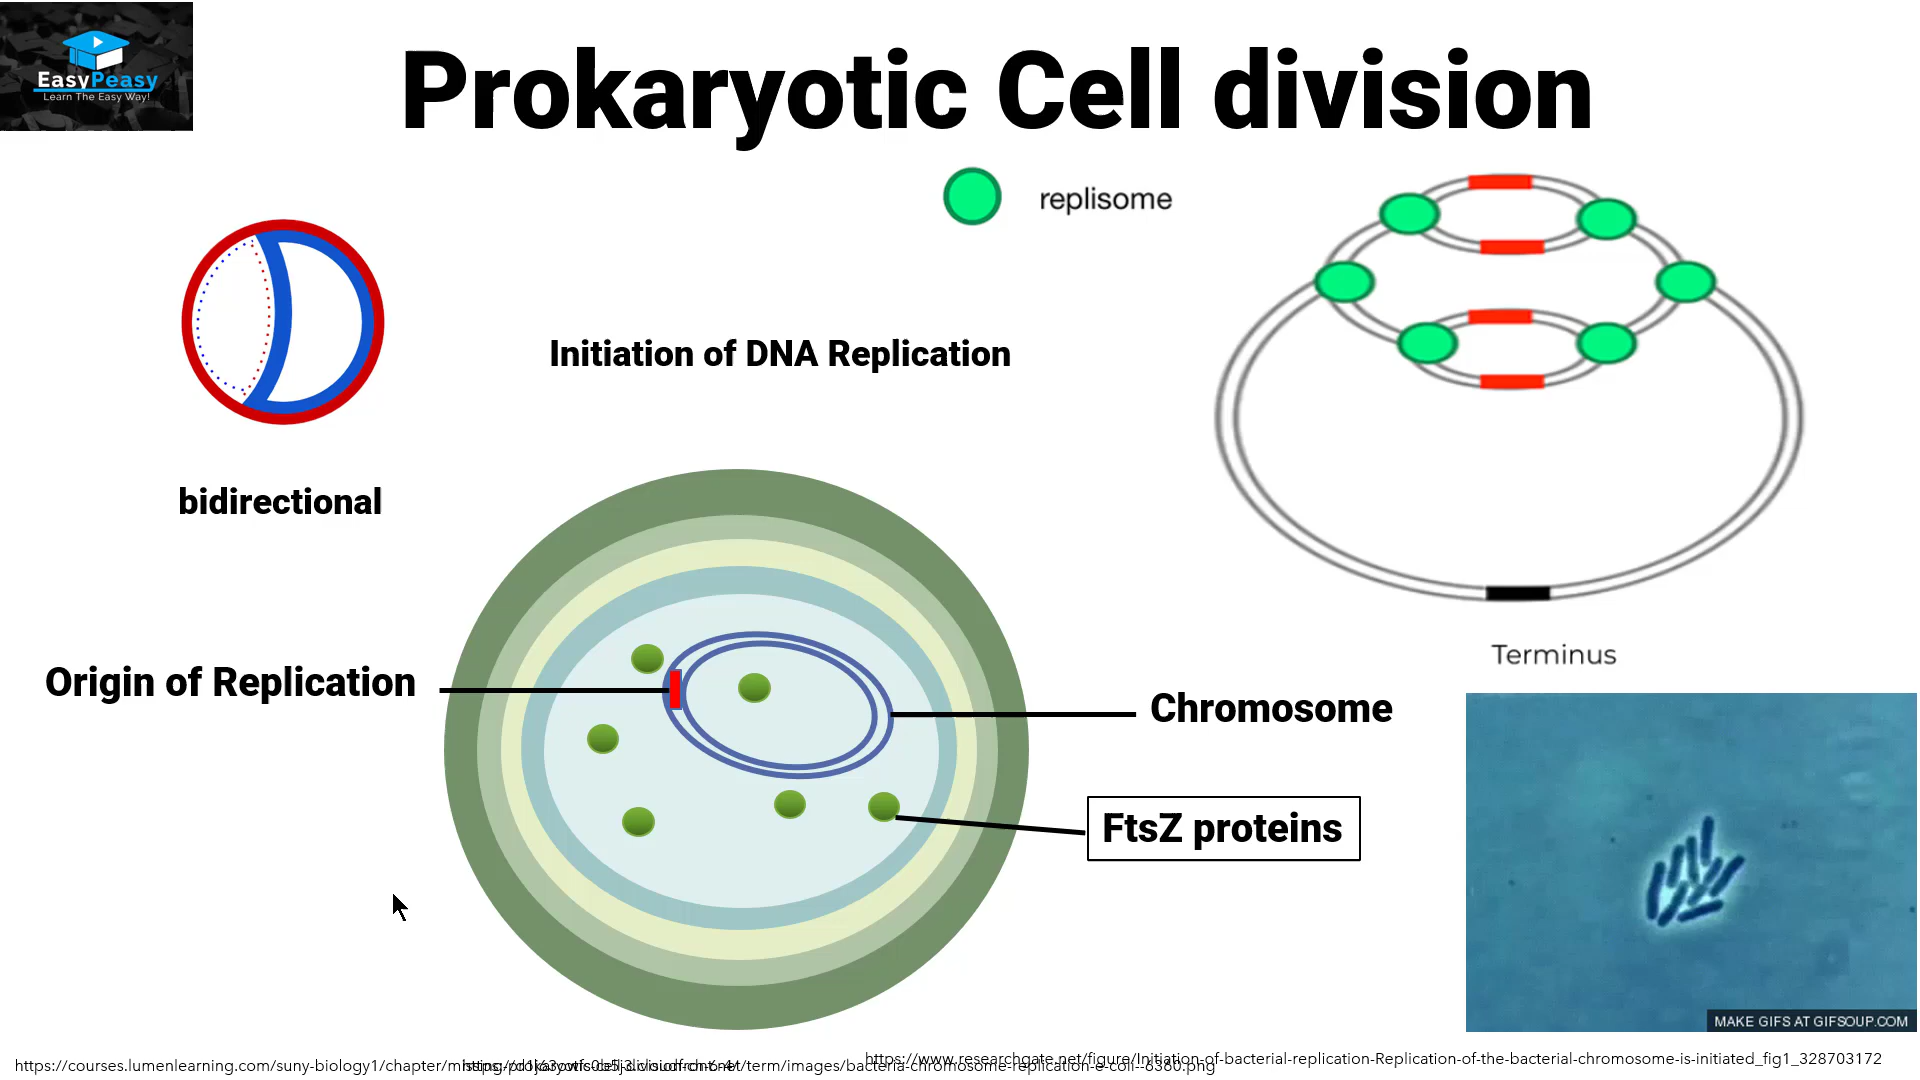 EasyPeasy
Learn The Easy Way!
Prokaryotic Cell division
replisome
Initiation of DNA Replication
bidirectional
Origin of Replication
Chromosome
Terminus
FtsZ proteins
MAKE GIFS AT GIFSOUP.COM
https://www.researchgate.net/figure/Initiation-of-bacterial-replication-Replication-of-the-bacterial-chromosome-is-initiated_fig1_328703172